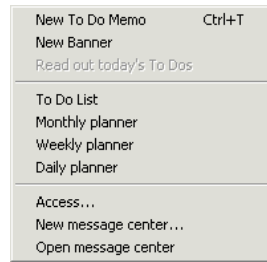 New To Do Memo Ctrl+T
New Banner
Read out today's To Dos
To Do List
Monthly planner
Weekly planner
Daily planner
Access...
New message center...
Open message center